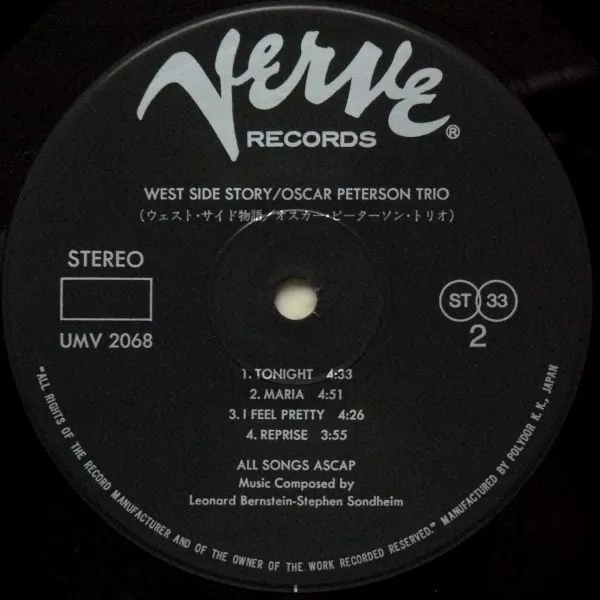 Verve
RECORDS ®
WEST SIDE STORY/OSCAR PETERSON TRIO
(ウェスト・サイド物語/オスカー・ピーターソン・トリオ)
STEREO
UMV 2068
ST 33
2
1. TONIGHT 4:33
2. MARIA 4:51
3. I FEEL PRETTY 4:26
4. REPRISE 3:55
ALL SONGS ASCAP
Music Composed by
Leonard Bernstein-Stephen Sondheim
"ALL RIGHTS OF THE RECORD MANUFACTURER AND OF THE OWNER OF THE WORK RECORDED RESERVED." MANUFACTURED BY POLYDOR K. K., JAPAN